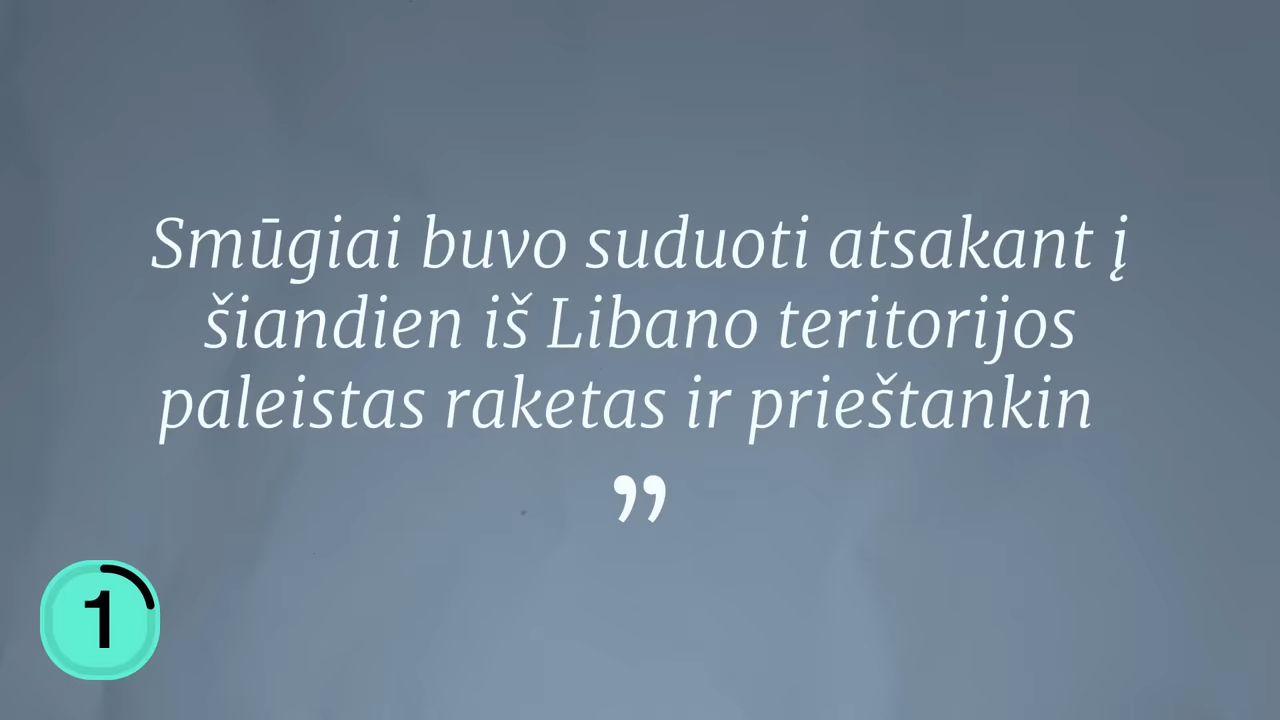 Smūgiai buvo suduoti atsakant į
šiandien iš Libano teritorijos
paleistas raketas ir prieštankin
”
1